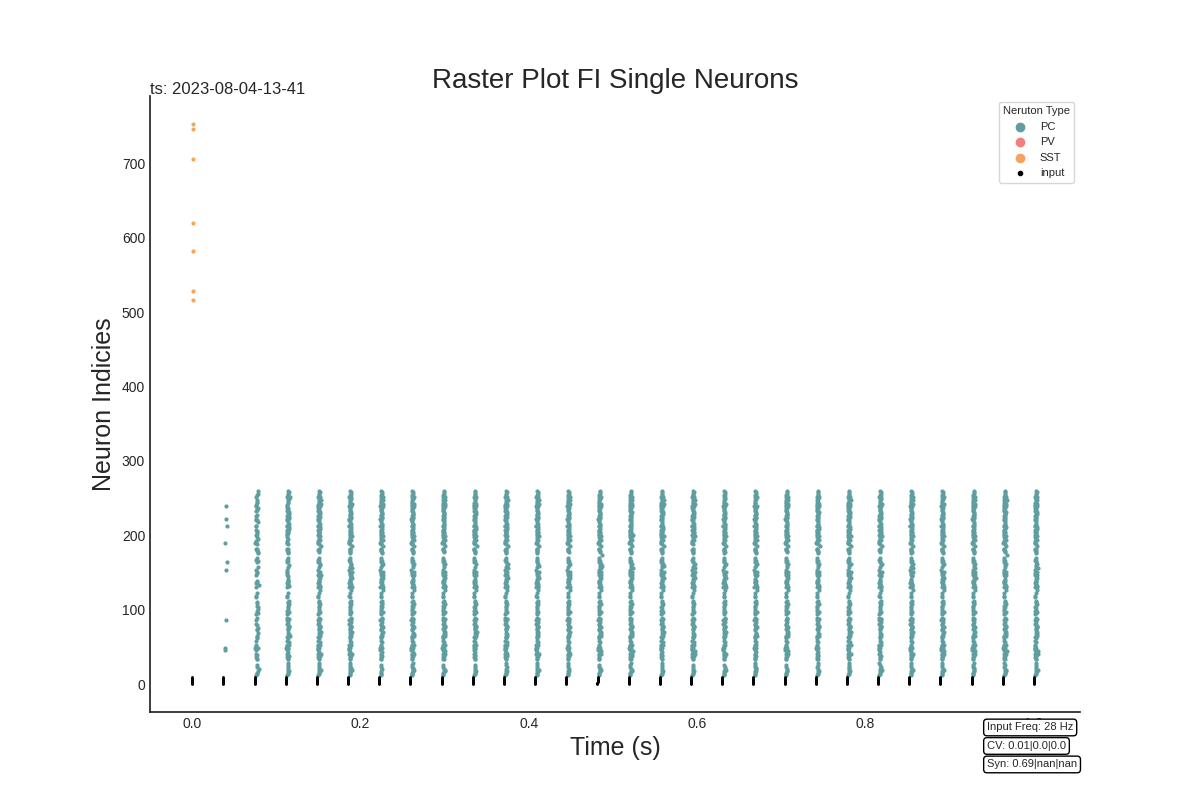 Raster Plot FI Single Neurons
ts: 2023-08-04-13-41
Neruton Type
PC
PV
SST
input
700
600
500
400
300
200
100
0
Neuron Indicies
0.0 0.2 0.4 0.6 0.8
Time (s)
Input Freq: 28 Hz
CV: 0.01|0.0|0.0
Syn: 0.69|nan|nan